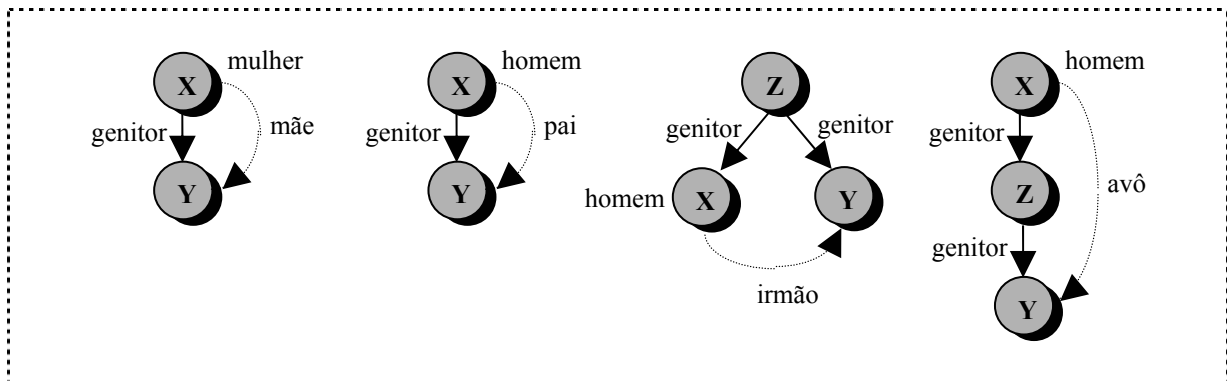 X mulher
genitor mãe
Y
X homem
genitor pai
Y
Z
genitor genitor
homem X Y
irmão
X homem
genitor
Z avô
genitor
Y